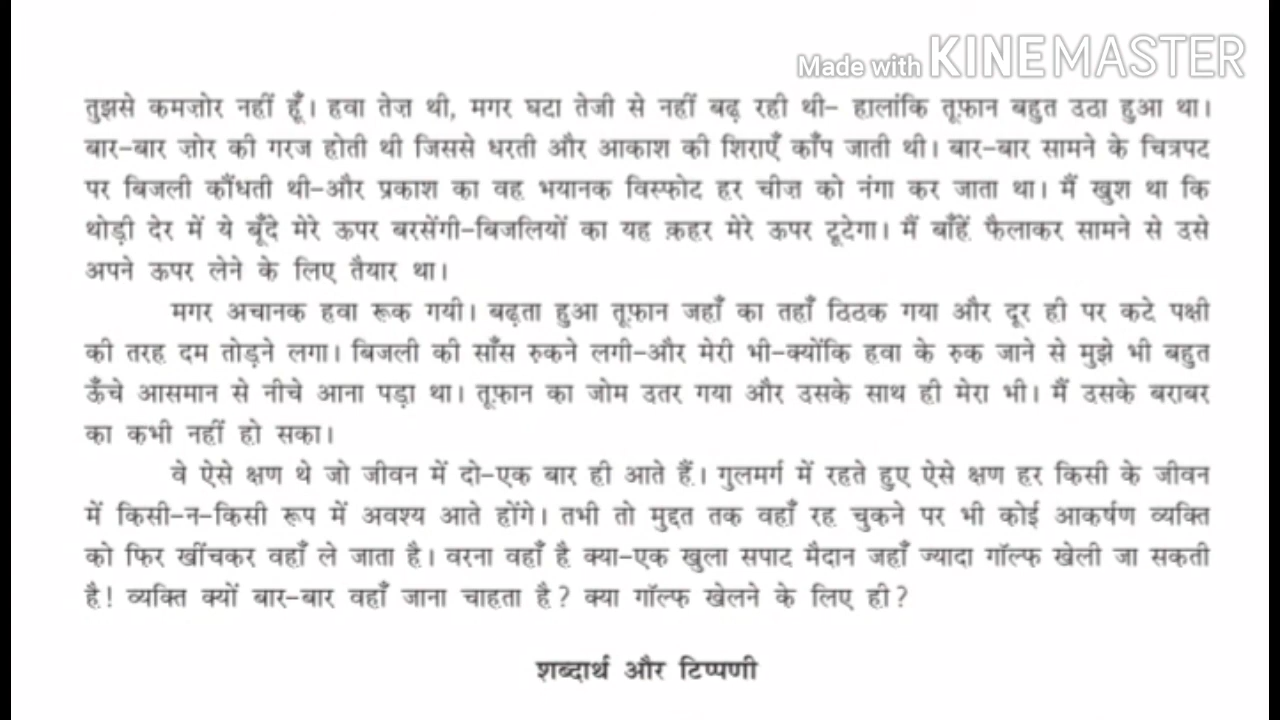 Made with KINEMASTER
तुझसे कमज़ोर नहीं हूँ। हवा तेज़ थी, मगर घटा तेजी से नहीं बढ़ रही थी– हालांकि तूफ़ान बहुत उठा हुआ था।
बार–बार ज़ोर की गरज होती थी जिससे धरती और आकाश की शिराएँ काँप जाती थी। बार–बार सामने के चित्रपट
पर बिजली कौंधती थी–और प्रकाश का वह भयानक विस्फोट हर चीज़ को नंगा कर जाता था। मैं खुश था कि
थोड़ी देर में ये बूँदे मेरे ऊपर बरसेंगी–बिजलियों का यह क़हर मेरे ऊपर टूटेगा। मैं बाँहें फैलाकर सामने से उसे
अपने ऊपर लेने के लिए तैयार था।
मगर अचानक हवा रूक गयी। बढ़ता हुआ तूफ़ान जहाँ का तहाँ ठिठक गया और दूर ही पर कटे पक्षी
की तरह दम तोड़ने लगा। बिजली की साँस रुकने लगी–और मेरी भी–क्योंकि हवा के रुक जाने से मुझे भी बहुत
ऊँचे आसमान से नीचे आना पड़ा था। तूफ़ान का जोम उतर गया और उसके साथ ही मेरा भी। मैं उसके बराबर
का कभी नहीं हो सका।
वे ऐसे क्षण थे जो जीवन में दो–एक बार ही आते हैं। गुलमर्ग में रहते हुए ऐसे क्षण हर किसी के जीवन
में किसी–न–किसी रूप में अवश्य आते होंगे। तभी तो मुद्दत तक वहाँ रह चुकने पर भी कोई आकर्षण व्यक्ति
को फिर खींचकर वहाँ ले जाता है। वरना वहाँ है क्या–एक खुला सपाट मैदान जहाँ ज्यादा गॉल्फ खेली जा सकती
है! व्यक्ति क्यों बार–बार वहाँ जाना चाहता है? क्या गॉल्फ खेलने के लिए ही?
शब्दार्थ और टिप्पणी